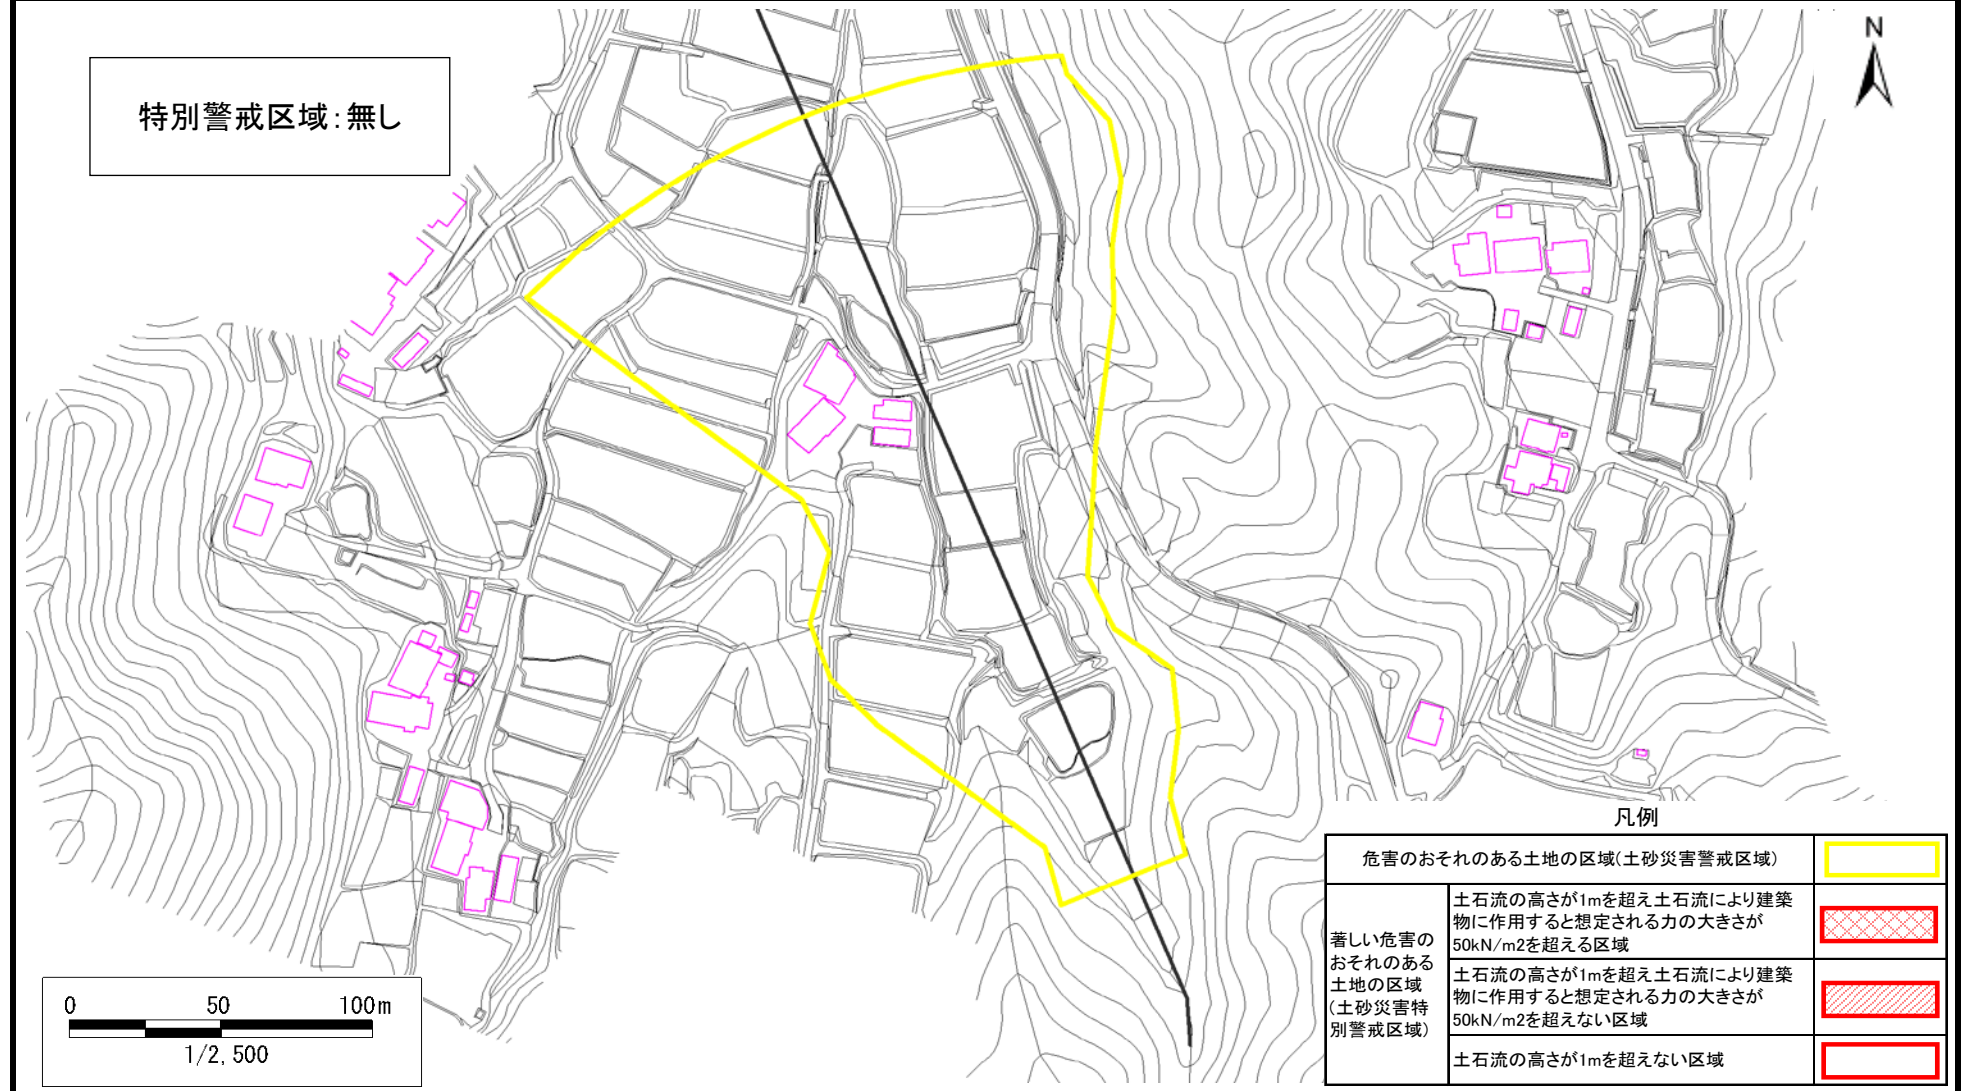 特別警戒区域：無し
N
凡例
危害のおそれのある土地の区域(土砂災害警戒区域)
著しい危害の
おそれのある
土地の区域
(土砂災害特
別警戒区域)
土石流の高さが1mを超え土石流により建築
物に作用すると想定される力の大きさが
50kN/m2を超える区域
土石流の高さが1mを超え土石流により建築
物に作用すると想定される力の大きさが
50kN/m2を超えない区域
土石流の高さが1mを超えない区域
0 50 100m
1/2,500